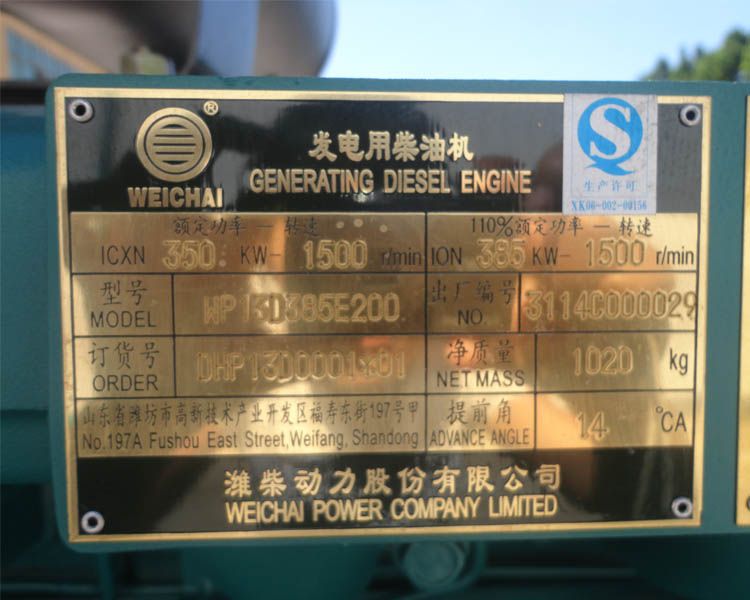 ®
WEICHAI
发电用柴油机
GENERATING DIESEL ENGINE
生产许可
XK06-002-00156
额定功率 — 转速
ICXN 350 KW- 1500 r/min
110%额定功率 — 转速
ION 385 KW- 1500 r/min
型号
MODEL
WP13D385E200
出厂编号
NO.
3114C000029
订货号
ORDER
DHP13D0001*01
净质量
NET MASS
1020 kg
山东省潍坊市高新技术产业开发区福寿东街197号甲
No.197A Fushou East Street,Weifang, Shandong
提前角
ADVANCE ANGLE
14 °CA
潍柴动力股份有限公司
WEICHAI POWER COMPANY LIMITED